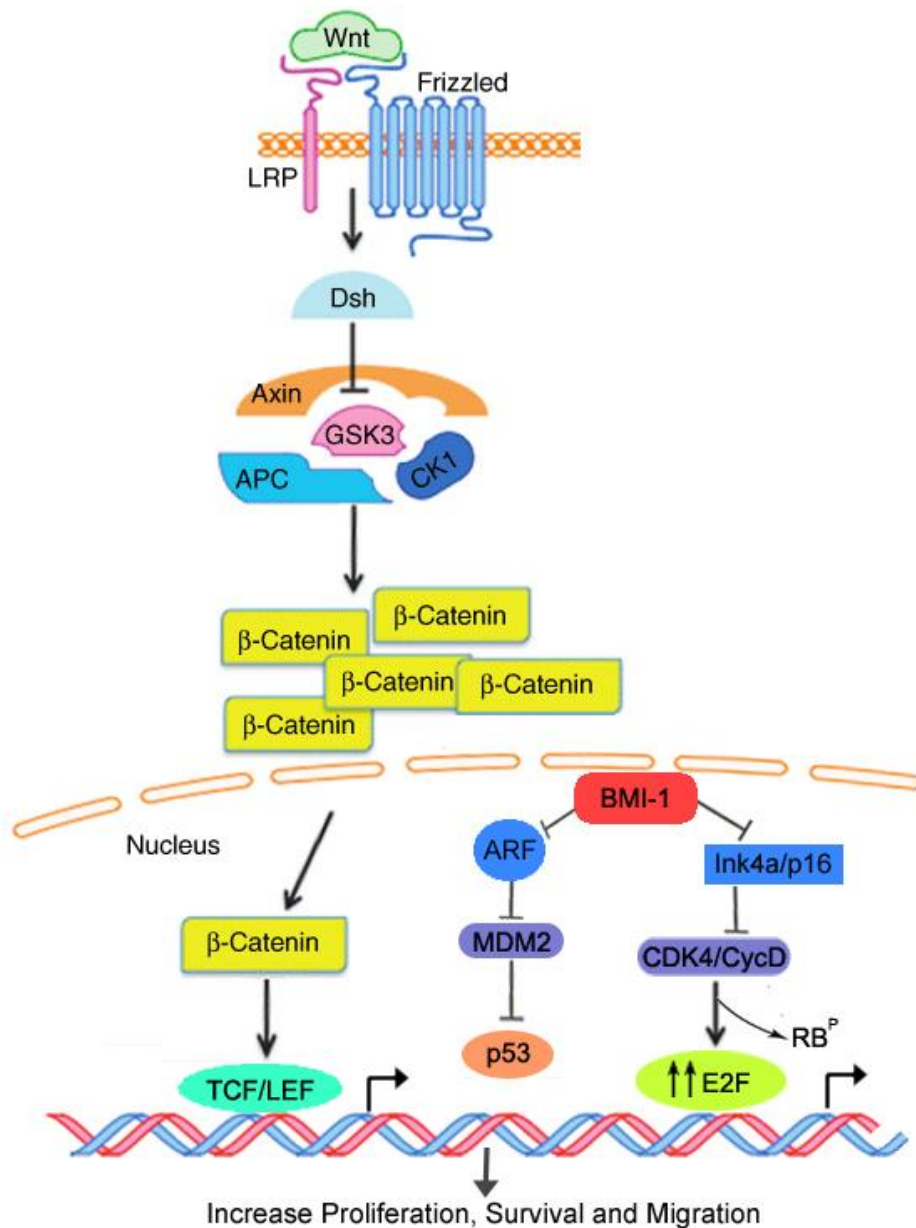 Wnt
Frizzled
LRP
Dsh
Axin
GSK3
CK1
APC
β-Catenin
β-Catenin
β-Catenin
β-Catenin
β-Catenin
BMI-1
Nucleus
ARF
Ink4a/p16
β-Catenin
MDM2
CDK4/CycD
RB^P
p53
TCF/LEF
↑↑E2F
Increase Proliferation, Survival and Migration